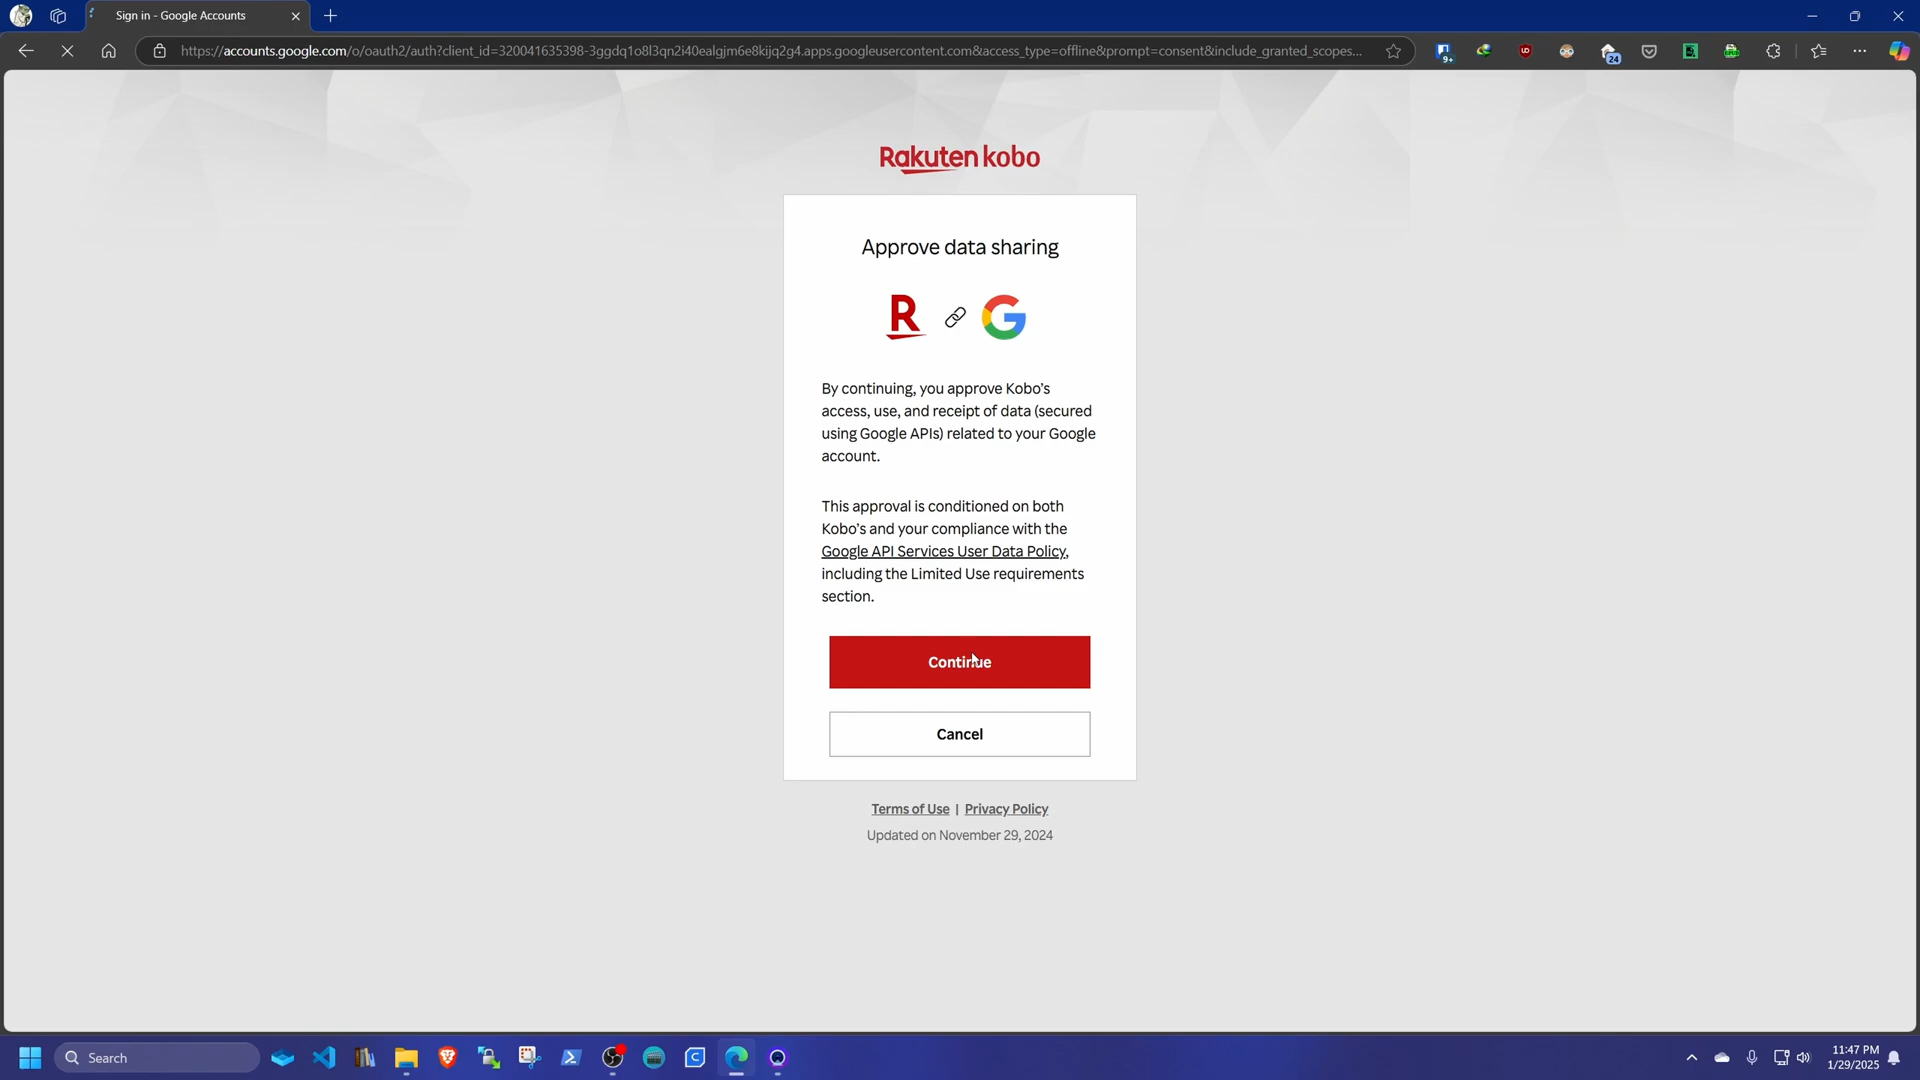 Sign in - Google Accounts
https://accounts.google.com/o/oauth2/auth?client_id=320041635398-3ggdq1o8l3qn2i40ealgjm6e8kijq2g4.apps.googleusercontent.com&access_type=offline&prompt=consent&include_granted_scopes...
9+
24
Rakuten kobo
Approve data sharing
By continuing, you approve Kobo's
access, use, and receipt of data (secured
using Google APIs) related to your Google
account.
This approval is conditioned on both
Kobo's and your compliance with the
Google API Services User Data Policy,
including the Limited Use requirements
section.
Continue
Cancel
Terms of Use | Privacy Policy
Updated on November 29, 2024
Search
11:47 PM
1/29/2025